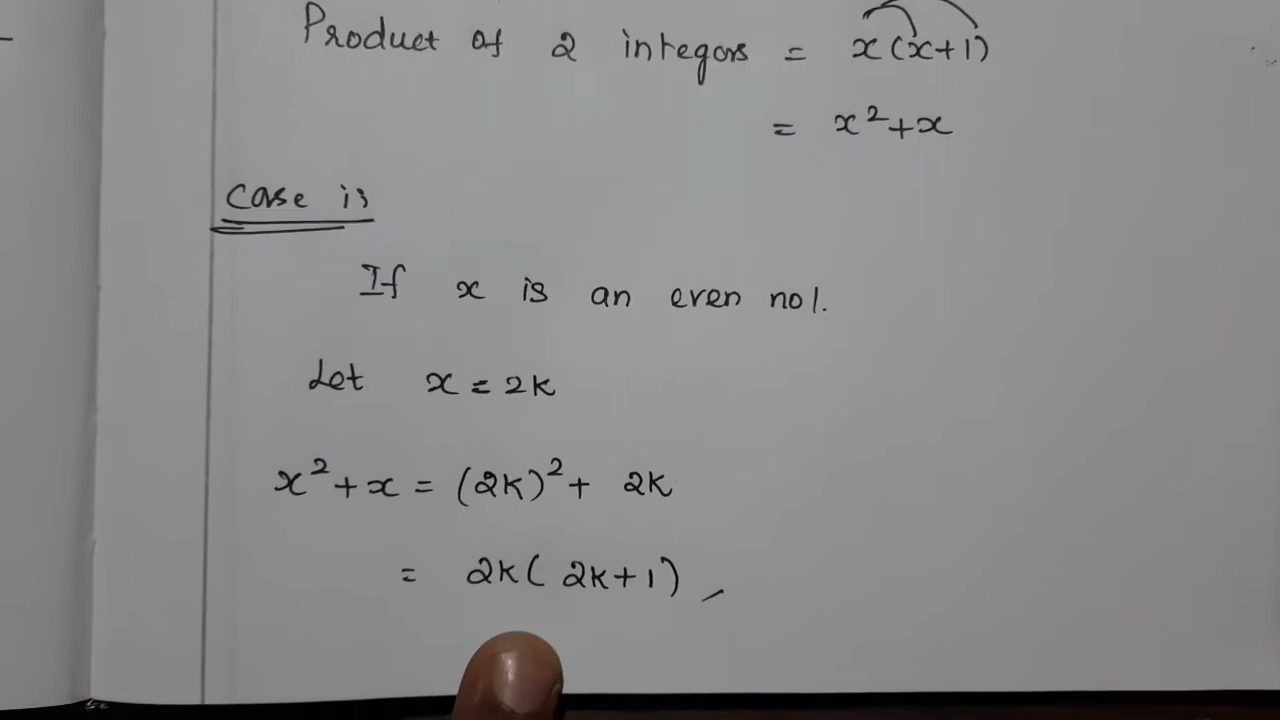 Product of 2 integers = x(x+1)
= x²+x
Case i)
If x is an even no/.
Let x = 2k
x²+x = (2k)²+ 2k
= 2k( 2k+1)